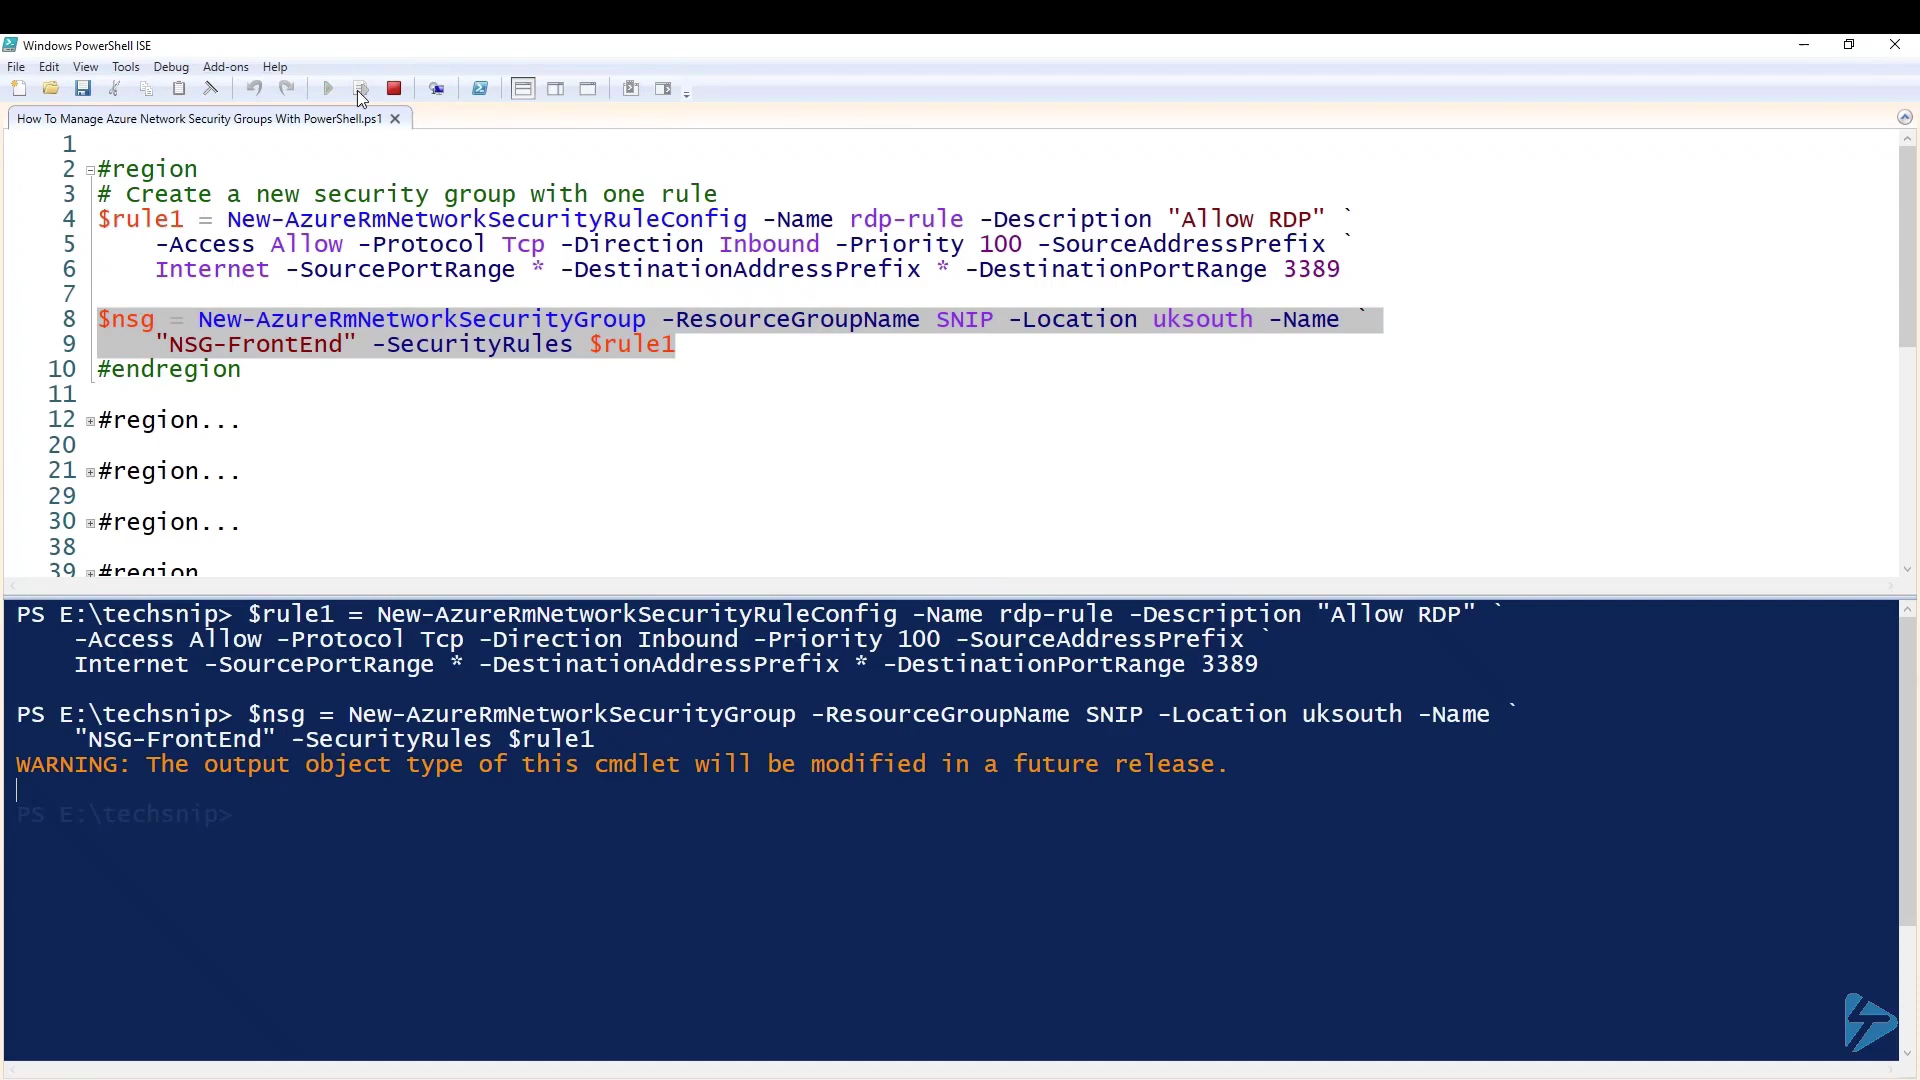 Windows PowerShell ISE
File Edit View Tools Debug Add-ons Help
How To Manage Azure Network Security Groups With PowerShell.ps1
1
2 #region
3 # Create a new security group with one rule
4 $rule1 = New-AzureRmNetworkSecurityRuleConfig -Name rdp-rule -Description "Allow RDP" `
5 -Access Allow -Protocol Tcp -Direction Inbound -Priority 100 -SourceAddressPrefix `
6 Internet -SourcePortRange * -DestinationAddressPrefix * -DestinationPortRange 3389
7
8 $nsg = New-AzureRmNetworkSecurityGroup -ResourceGroupName SNIP -Location uksouth -Name `
9 "NSG-FrontEnd" -SecurityRules $rule1
10 #endregion
11
12 #region...
20
21 #region...
29
30 #region...
38
39 #region
PS E:\techsnip> $rule1 = New-AzureRmNetworkSecurityRuleConfig -Name rdp-rule -Description "Allow RDP" `
-Access Allow -Protocol Tcp -Direction Inbound -Priority 100 -SourceAddressPrefix `
Internet -SourcePortRange * -DestinationAddressPrefix * -DestinationPortRange 3389
PS E:\techsnip> $nsg = New-AzureRmNetworkSecurityGroup -ResourceGroupName SNIP -Location uksouth -Name `
"NSG-FrontEnd" -SecurityRules $rule1
WARNING: The output object type of this cmdlet will be modified in a future release.
PS E:\techsnip>